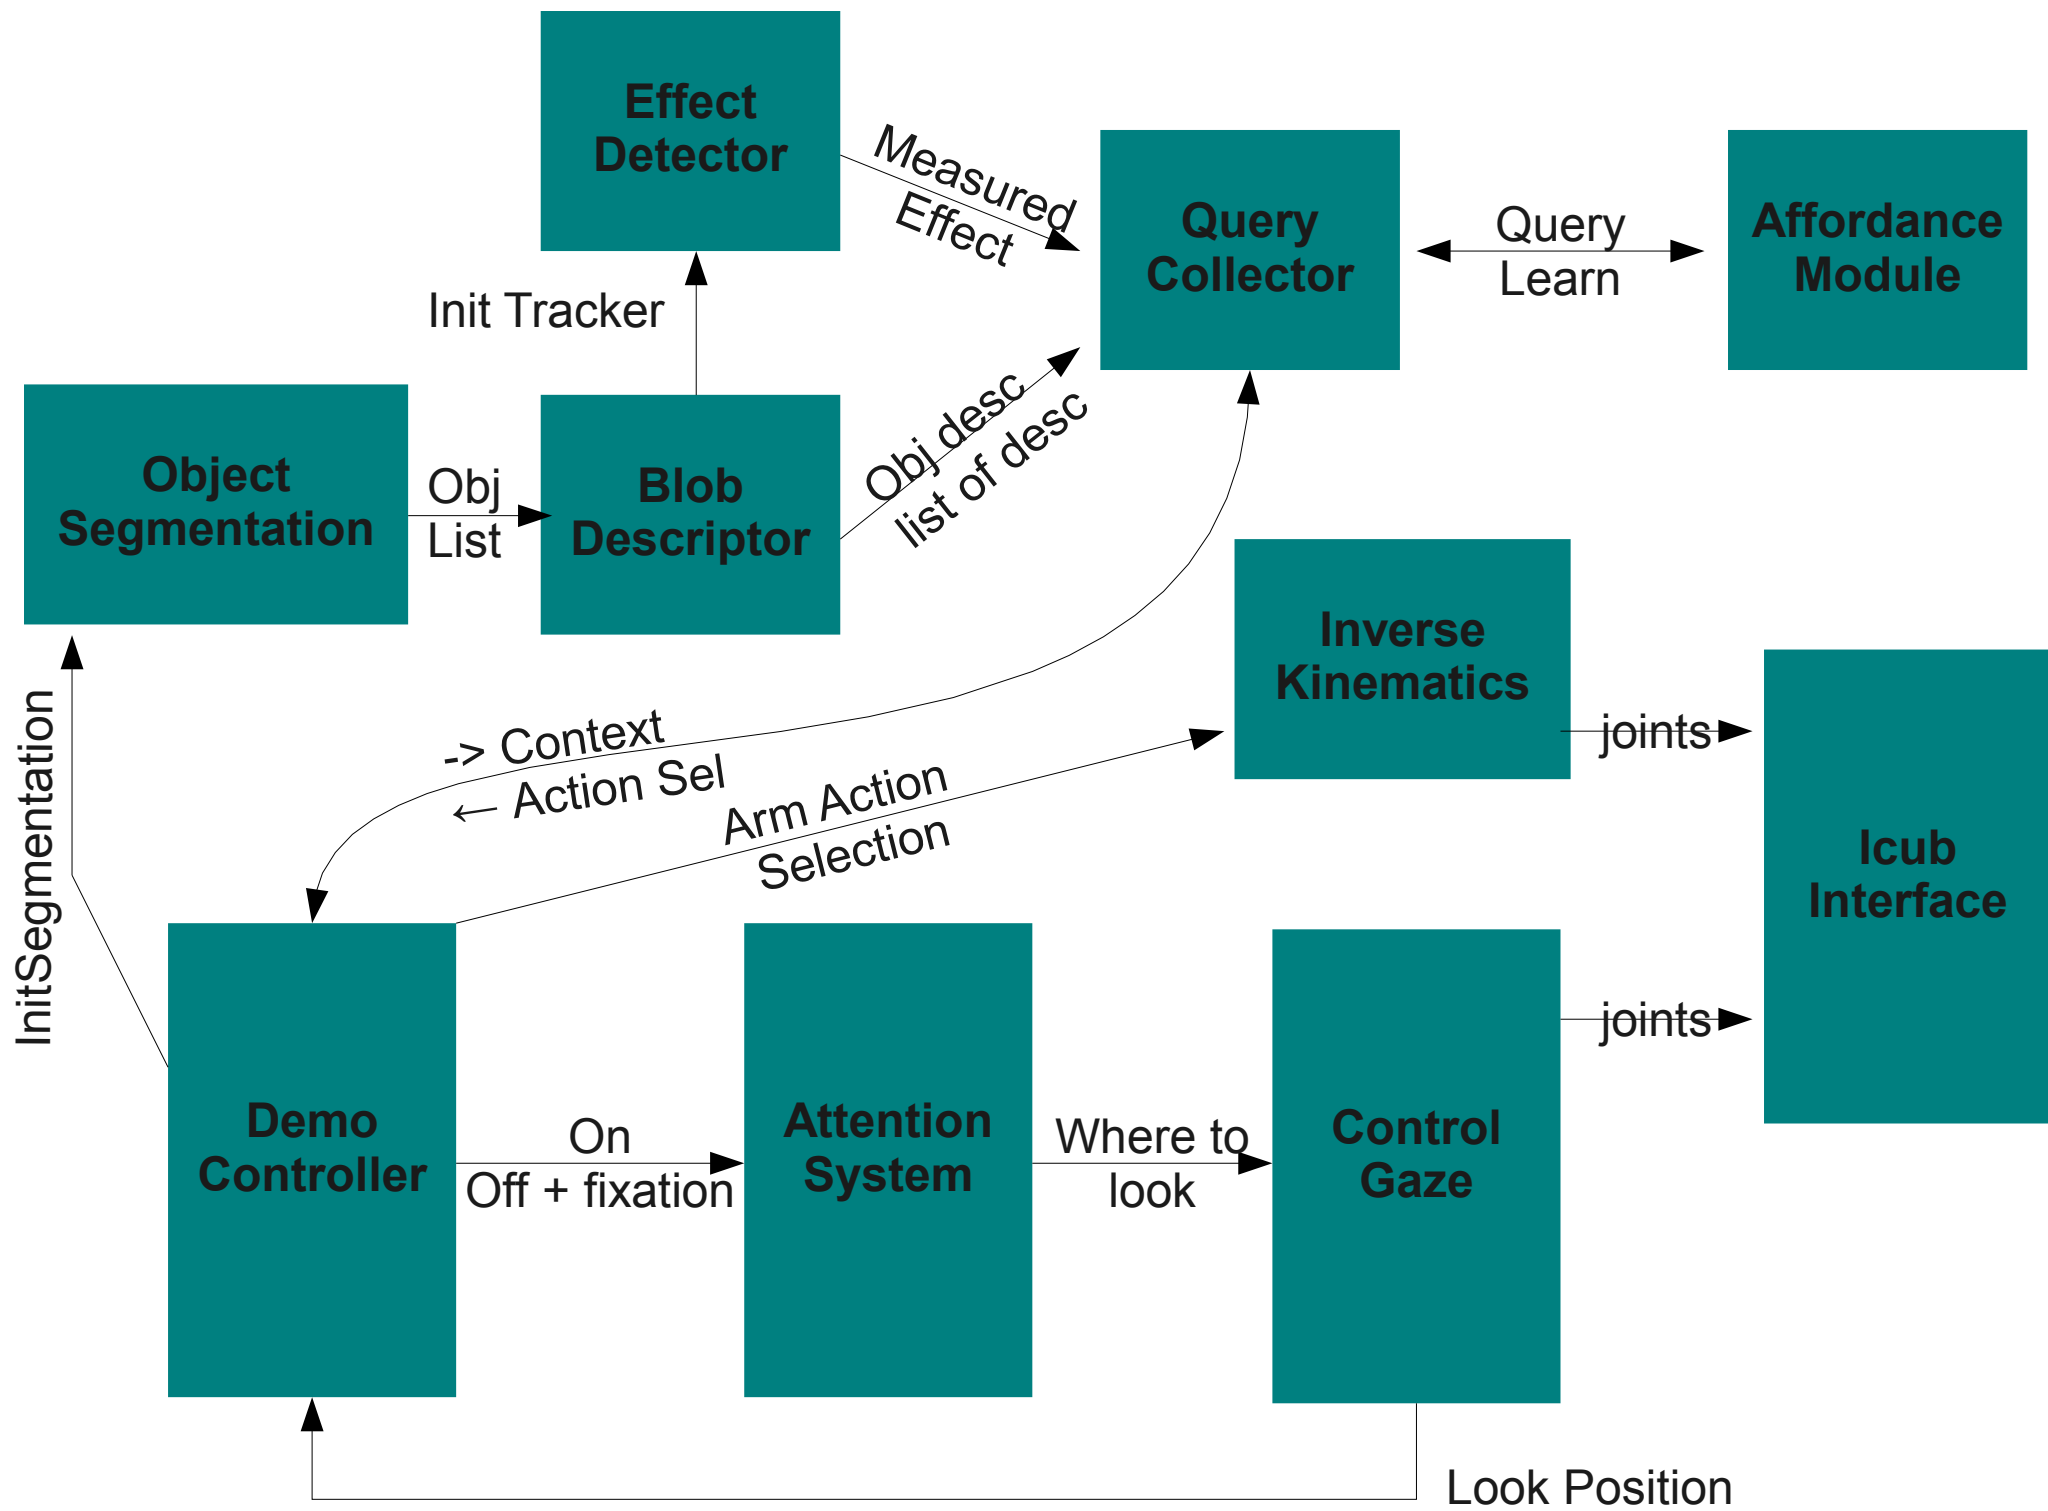 Effect
Detector
Measured
Effect
Query
Collector
Query
Learn
Affordance
Module
Init Tracker
Object
Segmentation
Obj
List
Blob
Descriptor
Obj desc
list of desc
Inverse
Kinematics
joints
Icub
Interface
InitSegmentation
-> Context
← Action Sel
Arm Action
Selection
Demo
Controller
On
Off + fixation
Attention
System
Where to
look
Control
Gaze
joints
Look Position